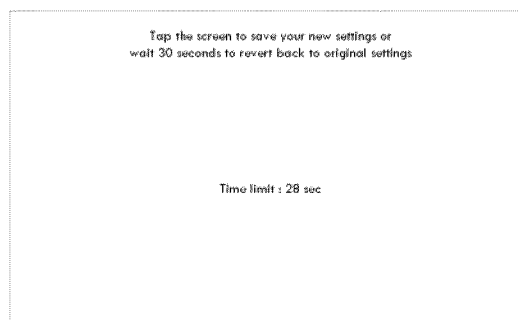 Tap the screen to save your new settings or
wait 30 seconds to revert back to original settings
Time limit : 28 sec